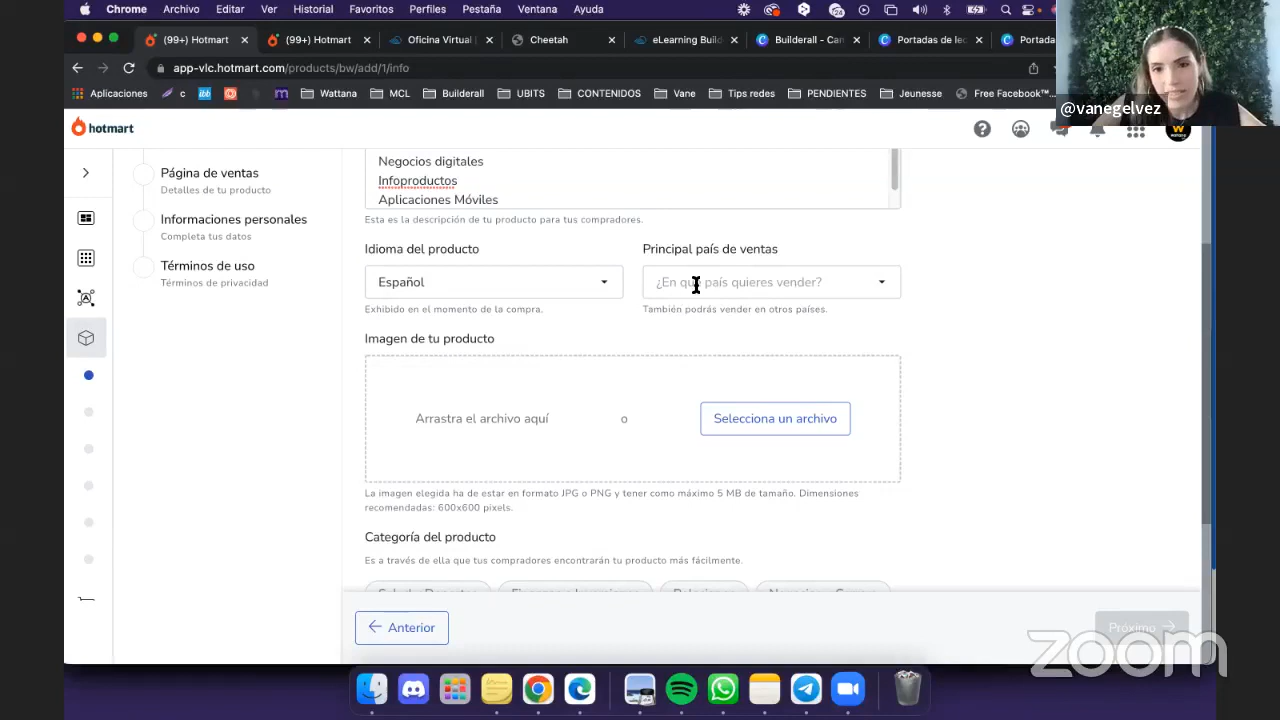 Chrome Archivo Editar Ver Historial Favoritos Perfiles Pestaña Ventana Ayuda
(99+) Hotmart (99+) Hotmart Oficina Virtual Cheetah eLearning Buil Builderall - Can Portadas de lec Portada
app-vlc.hotmart.com/products/bw/add/1/info
Aplicaciones c Wattana MCL Builderall UBITS CONTENIDOS Vane Tips redes PENDIENTES Jeunesse Free Facebook™...
@vanegelvez
hotmart
Negocios digitales
Infoproductos
Aplicaciones Móviles
Esta es la descripción de tu producto para tus compradores.
Página de ventas
Detalles de tu producto
Informaciones personales
Completa tus datos
Términos de uso
Términos de privacidad
Idioma del producto Principal país de ventas
Español ¿En qué país quieres vender?
Exhibido en el momento de la compra. También podrás vender en otros países.
Imagen de tu producto
Arrastra el archivo aquí o Selecciona un archivo
La imagen elegida ha de estar en formato JPG o PNG y tener como máximo 5 MB de tamaño. Dimensiones
recomendadas: 600x600 pixels.
Categoría del producto
Es a través de ella que tus compradores encontrarán tu producto más fácilmente.
Anterior Próximo
zoom